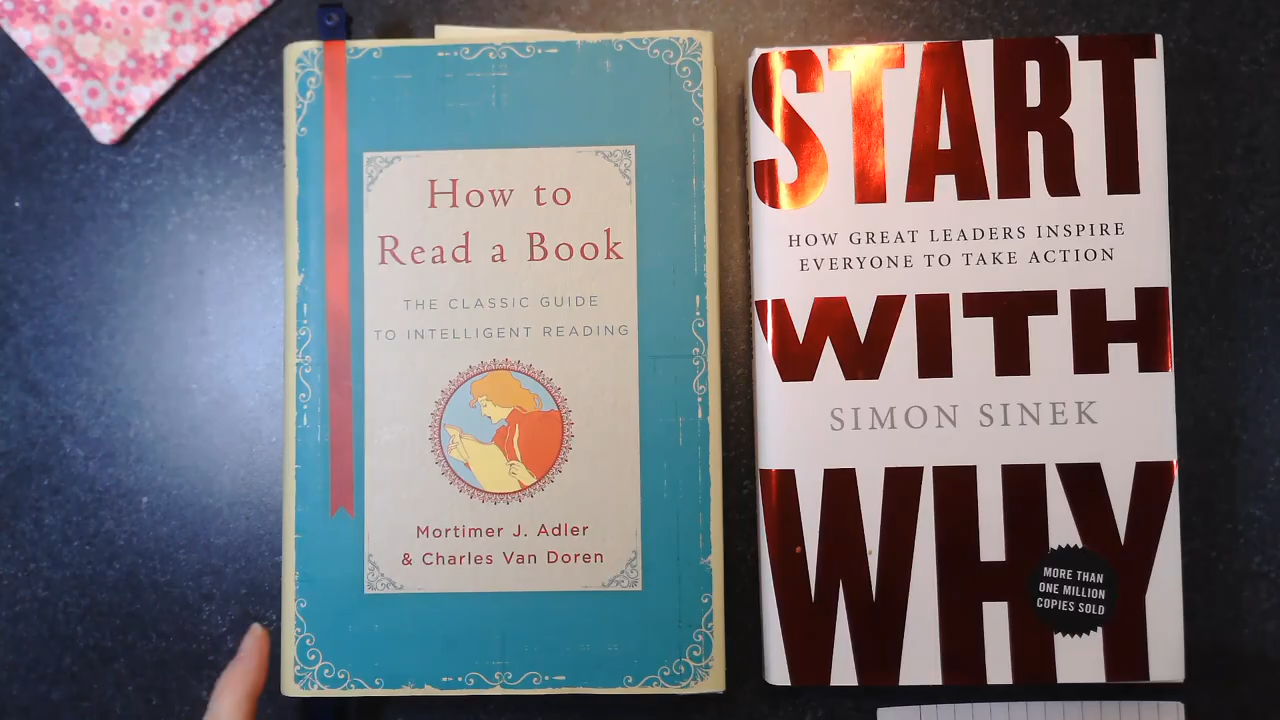 How to
Read a Book
THE CLASSIC GUIDE
TO INTELLIGENT READING
Mortimer J. Adler
& Charles Van Doren
START
HOW GREAT LEADERS INSPIRE
EVERYONE TO TAKE ACTION
WITH
SIMON SINEK
WHY
MORE THAN
ONE MILLION
COPIES SOLD